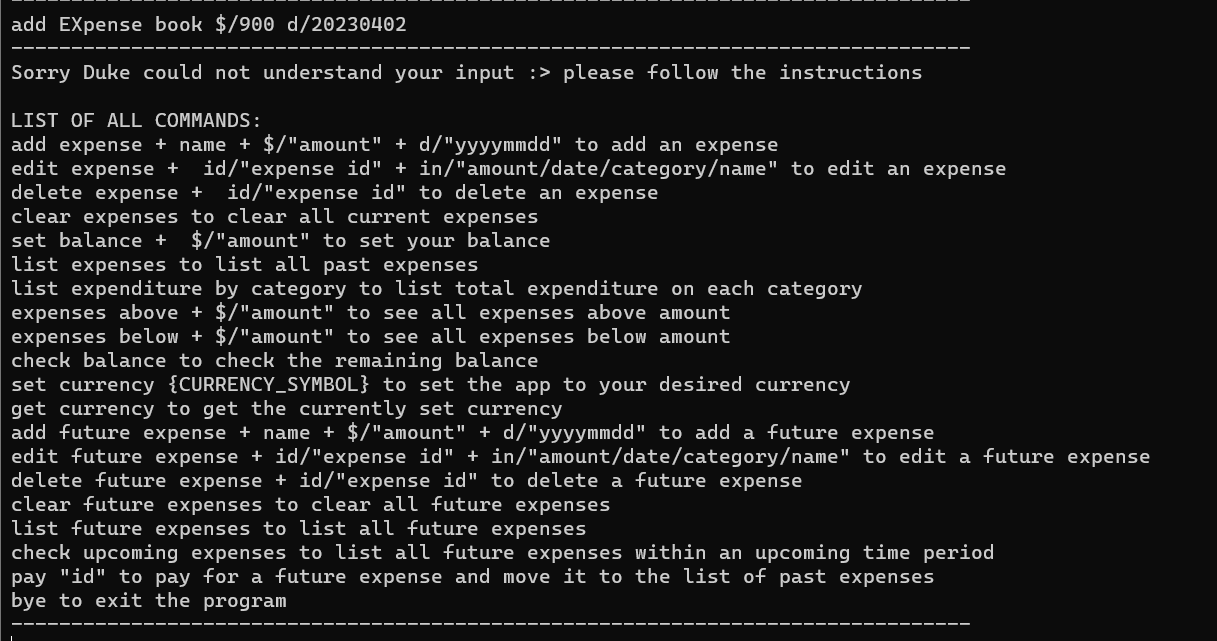 add EXpense book $/900 d/20230402
--------------------------------------------------------------------------------
Sorry Duke could not understand your input :> please follow the instructions
LIST OF ALL COMMANDS:
add expense + name + $/"amount" + d/"yyyymmdd" to add an expense
edit expense +  id/"expense id" + in/"amount/date/category/name" to edit an expense
delete expense +  id/"expense id" to delete an expense
clear expenses to clear all current expenses
set balance +  $/"amount" to set your balance
list expenses to list all past expenses
list expenditure by category to list total expenditure on each category
expenses above + $/"amount" to see all expenses above amount
expenses below + $/"amount" to see all expenses below amount
check balance to check the remaining balance
set currency {CURRENCY_SYMBOL} to set the app to your desired currency
get currency to get the currently set currency
add future expense + name + $/"amount" + d/"yyyymmdd" to add a future expense
edit future expense + id/"expense id" + in/"amount/date/category/name" to edit a future expense
delete future expense + id/"expense id" to delete a future expense
clear future expenses to clear all future expenses
list future expenses to list all future expenses
check upcoming expenses to list all future expenses within an upcoming time period
pay "id" to pay for a future expense and move it to the list of past expenses
bye to exit the program
--------------------------------------------------------------------------------